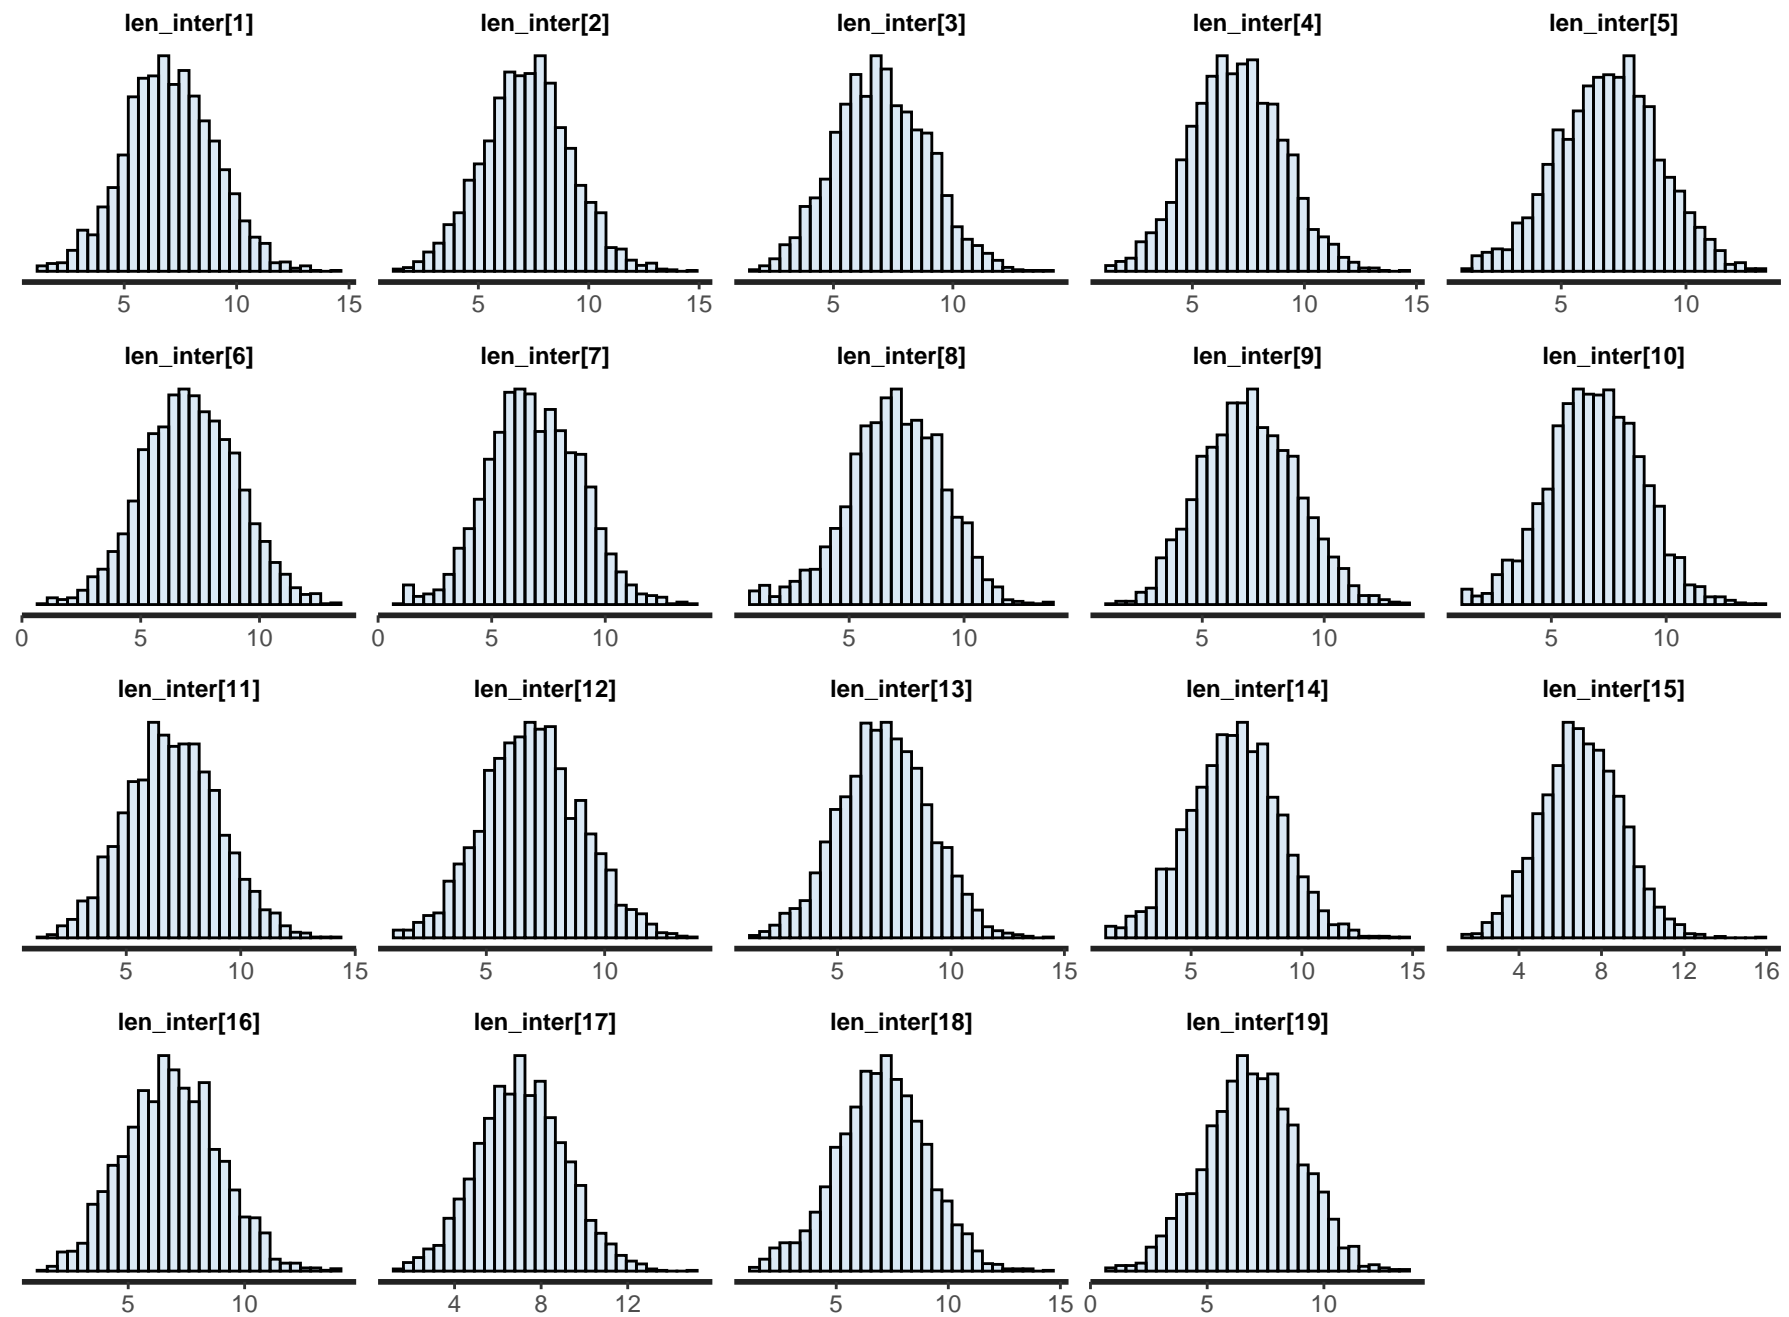 len_inter[1] len_inter[2] len_inter[3] len_inter[4] len_inter[5]
5 10 15 5 10 15 5 10 5 10 15 5 10
len_inter[6] len_inter[7] len_inter[8] len_inter[9] len_inter[10]
0 5 10 0 5 10 5 10 5 10 5 10
len_inter[11] len_inter[12] len_inter[13] len_inter[14] len_inter[15]
5 10 15 5 10 5 10 15 5 10 15 4 8 12 16
len_inter[16] len_inter[17] len_inter[18] len_inter[19]
5 10 4 8 12 5 10 15 0 5 10